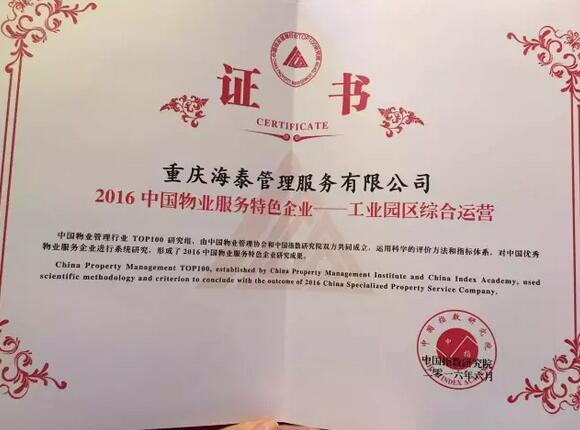 证 书
CERTIFICATE
重庆海泰管理服务有限公司
2016 中国物业服务特色企业——工业园区综合运营
中国物业管理行业 TOP100 研究组，由中国物业管理协会和中国指数研究院双方共同成立，运用科学的评价方法和指标体系，对中国优秀
物业服务企业进行系统研究，形成了 2016 中国物业服务特色企业研究成果。
China Property Management TOP100, established by China Property Management Institute and China Index Academy, used
scientific methodology and criterion to conclude with the outcome of 2016 China Specialized Property Service Company.
中国指数研究院
中指
中国指数研究院
二零一六年六月